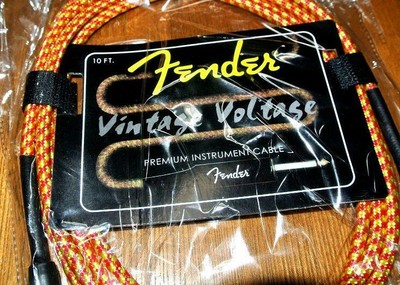 10 FT.
Fender
Vintage Voltage
PREMIUM INSTRUMENT CABLE
Fender